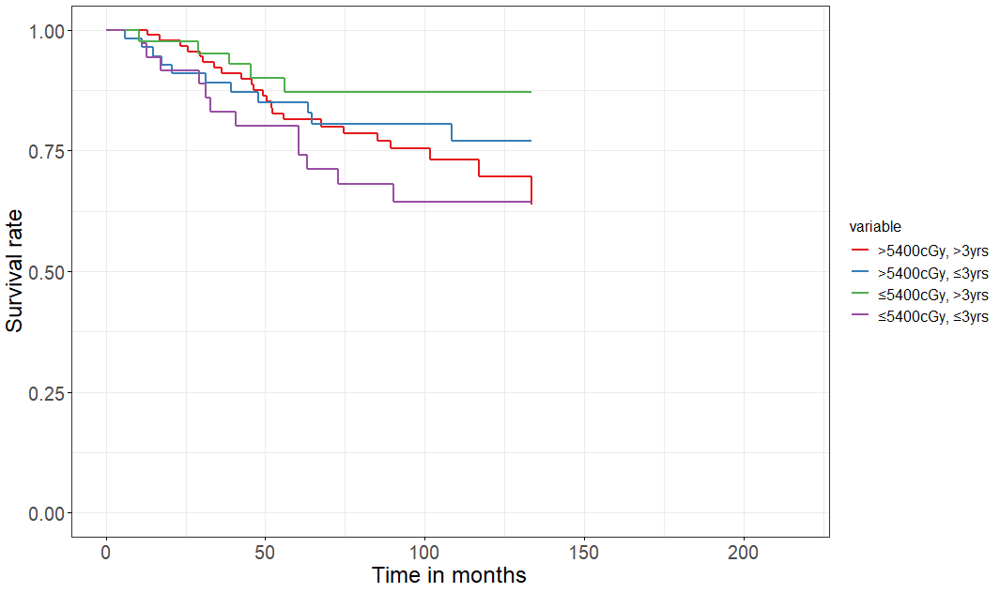 1.00
0.75
0.50
0.25
0.00
Survival rate
0 50 100 150 200
Time in months
variable
>5400cGy, >3yrs
>5400cGy, ≤3yrs
≤5400cGy, >3yrs
≤5400cGy, ≤3yrs